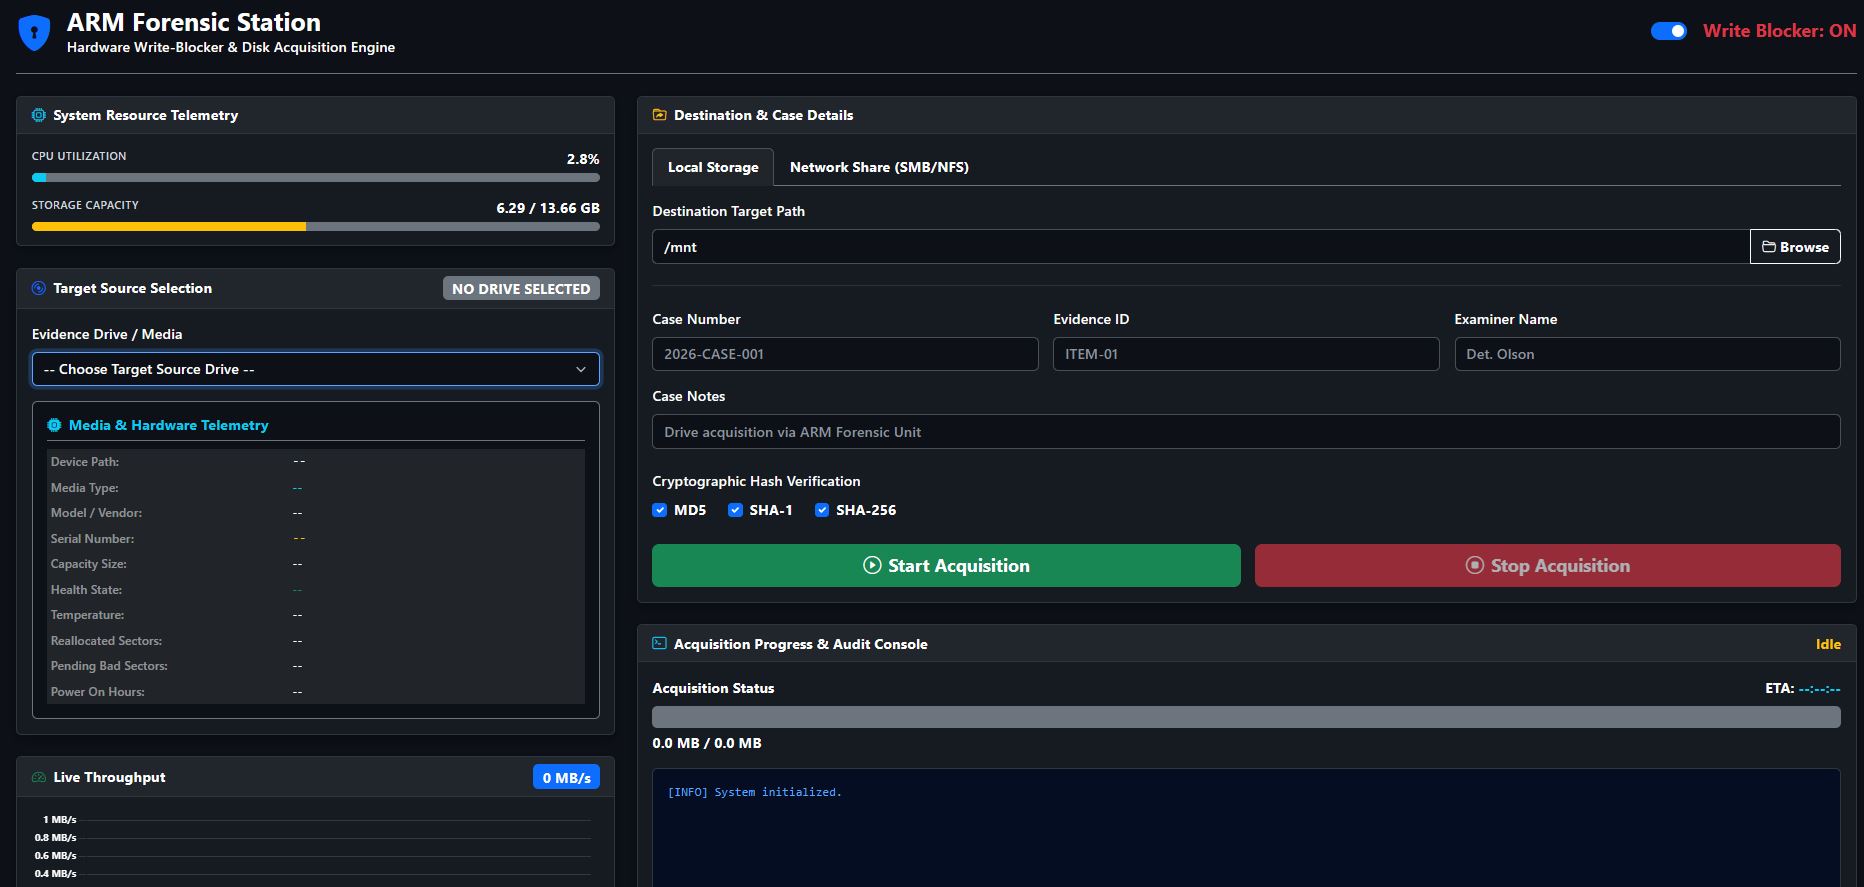 ARM Forensic Station
Hardware Write-Blocker & Disk Acquisition Engine
Write Blocker: ON
System Resource Telemetry
CPU UTILIZATION
2.8%
STORAGE CAPACITY
6.29 / 13.66 GB
Target Source Selection
NO DRIVE SELECTED
Evidence Drive / Media
-- Choose Target Source Drive --
Media & Hardware Telemetry
Device Path: --
Media Type: --
Model / Vendor: --
Serial Number: --
Capacity Size: --
Health State: --
Temperature: --
Reallocated Sectors: --
Pending Bad Sectors: --
Power On Hours: --
Live Throughput
0 MB/s
1 MB/s
0.8 MB/s
0.6 MB/s
0.4 MB/s
Destination & Case Details
Local Storage
Network Share (SMB/NFS)
Destination Target Path
/mnt
Browse
Case Number
2026-CASE-001
Evidence ID
ITEM-01
Examiner Name
Det. Olson
Case Notes
Drive acquisition via ARM Forensic Unit
Cryptographic Hash Verification
MD5
SHA-1
SHA-256
Start Acquisition
Stop Acquisition
Acquisition Progress & Audit Console
Idle
Acquisition Status
ETA: --:--:--
0.0 MB / 0.0 MB
[INFO] System initialized.